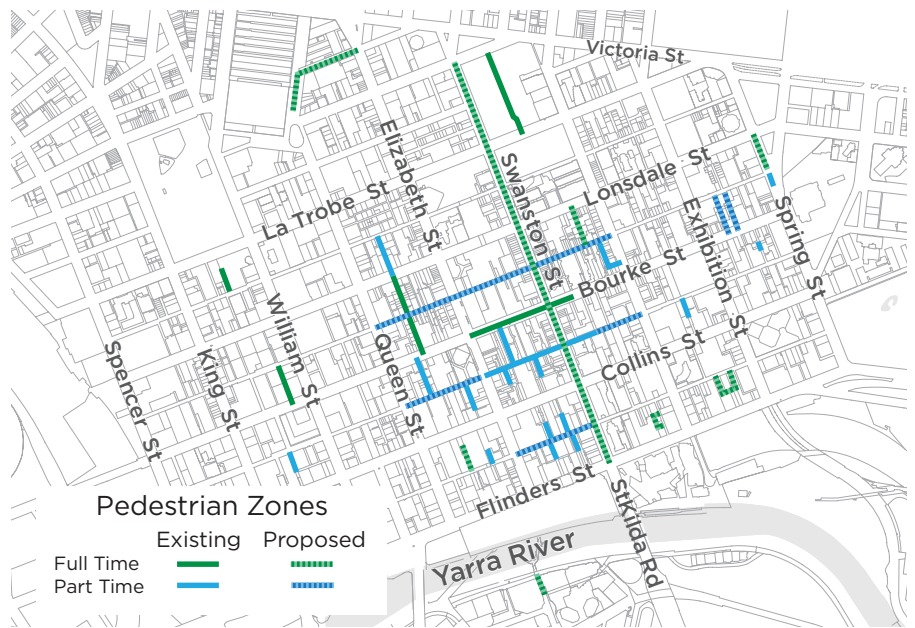 Victoria St
Elizabeth St
La Trobe St
Swanston St
Lonsdale St
Exhibition St
Spring St
Bourke St
William St
Queen St
King St
Spencer St
Collins St
Flinders St
StKilda Rd
Yarra River
Pedestrian Zones
Existing Proposed
Full Time
Part Time